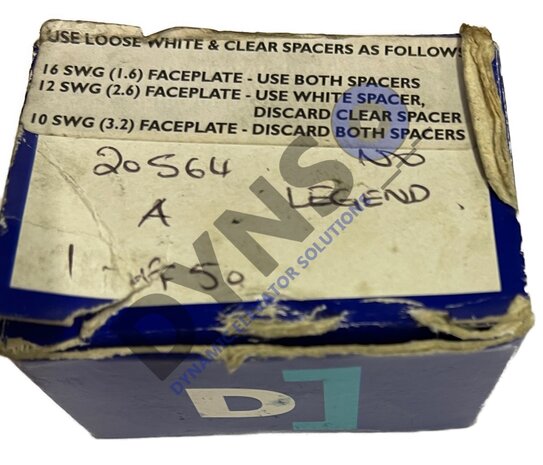 USE LOOSE WHITE & CLEAR SPACERS AS FOLLOWS
16 SWG (1.6) FACEPLATE - USE BOTH SPACERS
12 SWG (2.6) FACEPLATE - USE WHITE SPACER,
DISCARD CLEAR SPACER
10 SWG (3.2) FACEPLATE - DISCARD BOTH SPACERS
20564 NO
A LEGEND
1 OFF 50
DYNS
DYNAMIC ELEVATOR SOLUTIONS
D